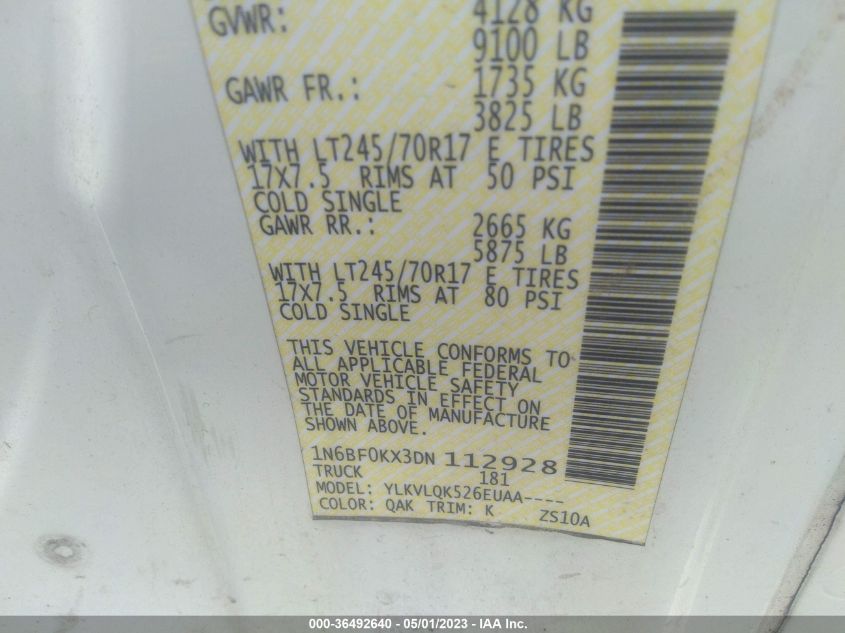 GVWR: 4128 KG
9100 LB
GAWR FR.: 1735 KG
3825 LB
WITH LT245/70R17 E TIRES
17X7.5 RIMS AT 50 PSI
COLD SINGLE
GAWR RR.: 2665 KG
5875 LB
WITH LT245/70R17 E TIRES
17X7.5 RIMS AT 80 PSI
COLD SINGLE
THIS VEHICLE CONFORMS TO
ALL APPLICABLE FEDERAL
MOTOR VEHICLE SAFETY
STANDARDS IN EFFECT ON
THE DATE OF MANUFACTURE
SHOWN ABOVE.
1N6BF0KX3DN 112928
TRUCK 181
MODEL: YLKVLQK526EUAA----
COLOR: QAK TRIM: K ZS10A
000-36492640 - 05/01/2023 - IAA Inc.